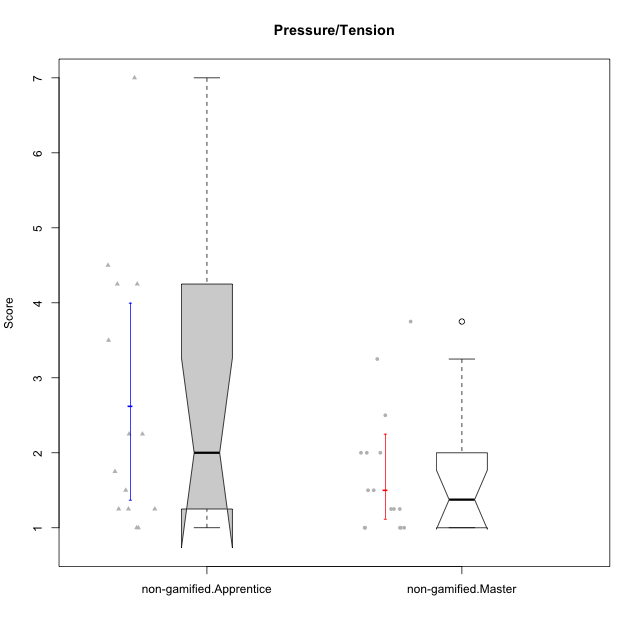 Pressure/Tension
Score
7
6
5
4
3
2
1
non-gamified.Apprentice
non-gamified.Master